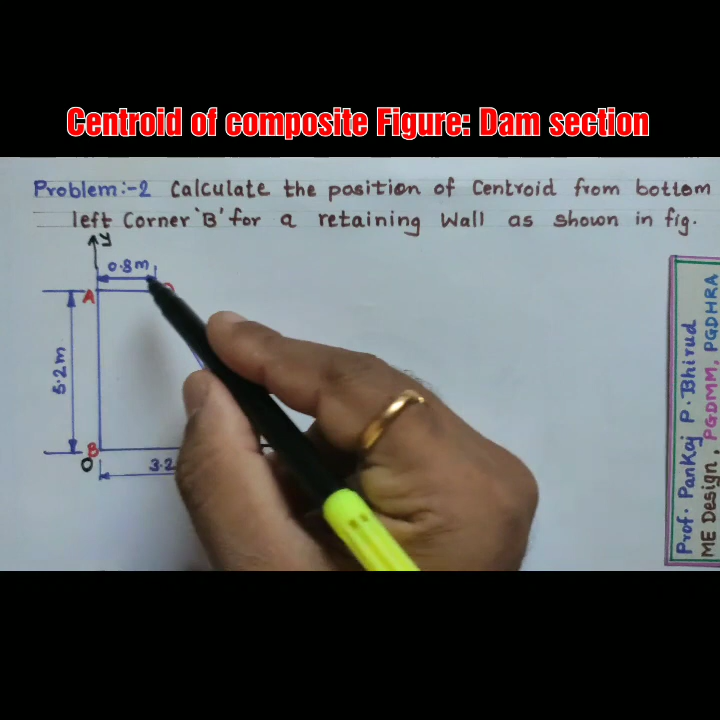 Centroid of composite Figure: Dam section
Problem:-2 Calculate the position of Centroid from bottom
left Corner 'B' for a retaining Wall as shown in fig.
y
0.8m
A
5.2m
B
O
3.2
Prof. Pankaj P. Bhirud
ME Design, PGDMM, PGDHRA